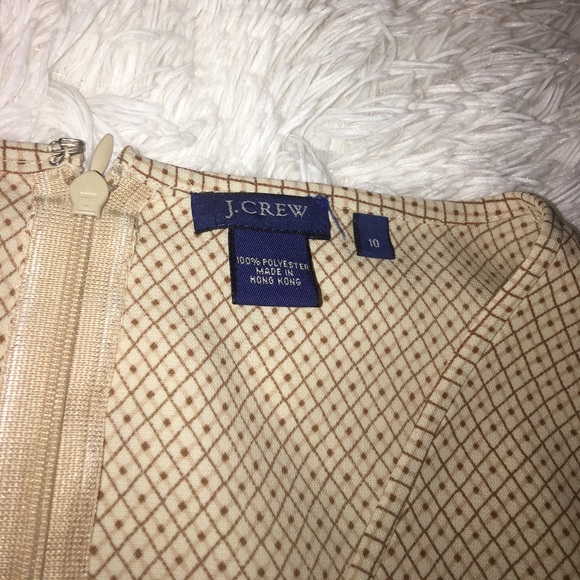 J.CREW
10
100% POLYESTER
MADE IN
HONG KONG